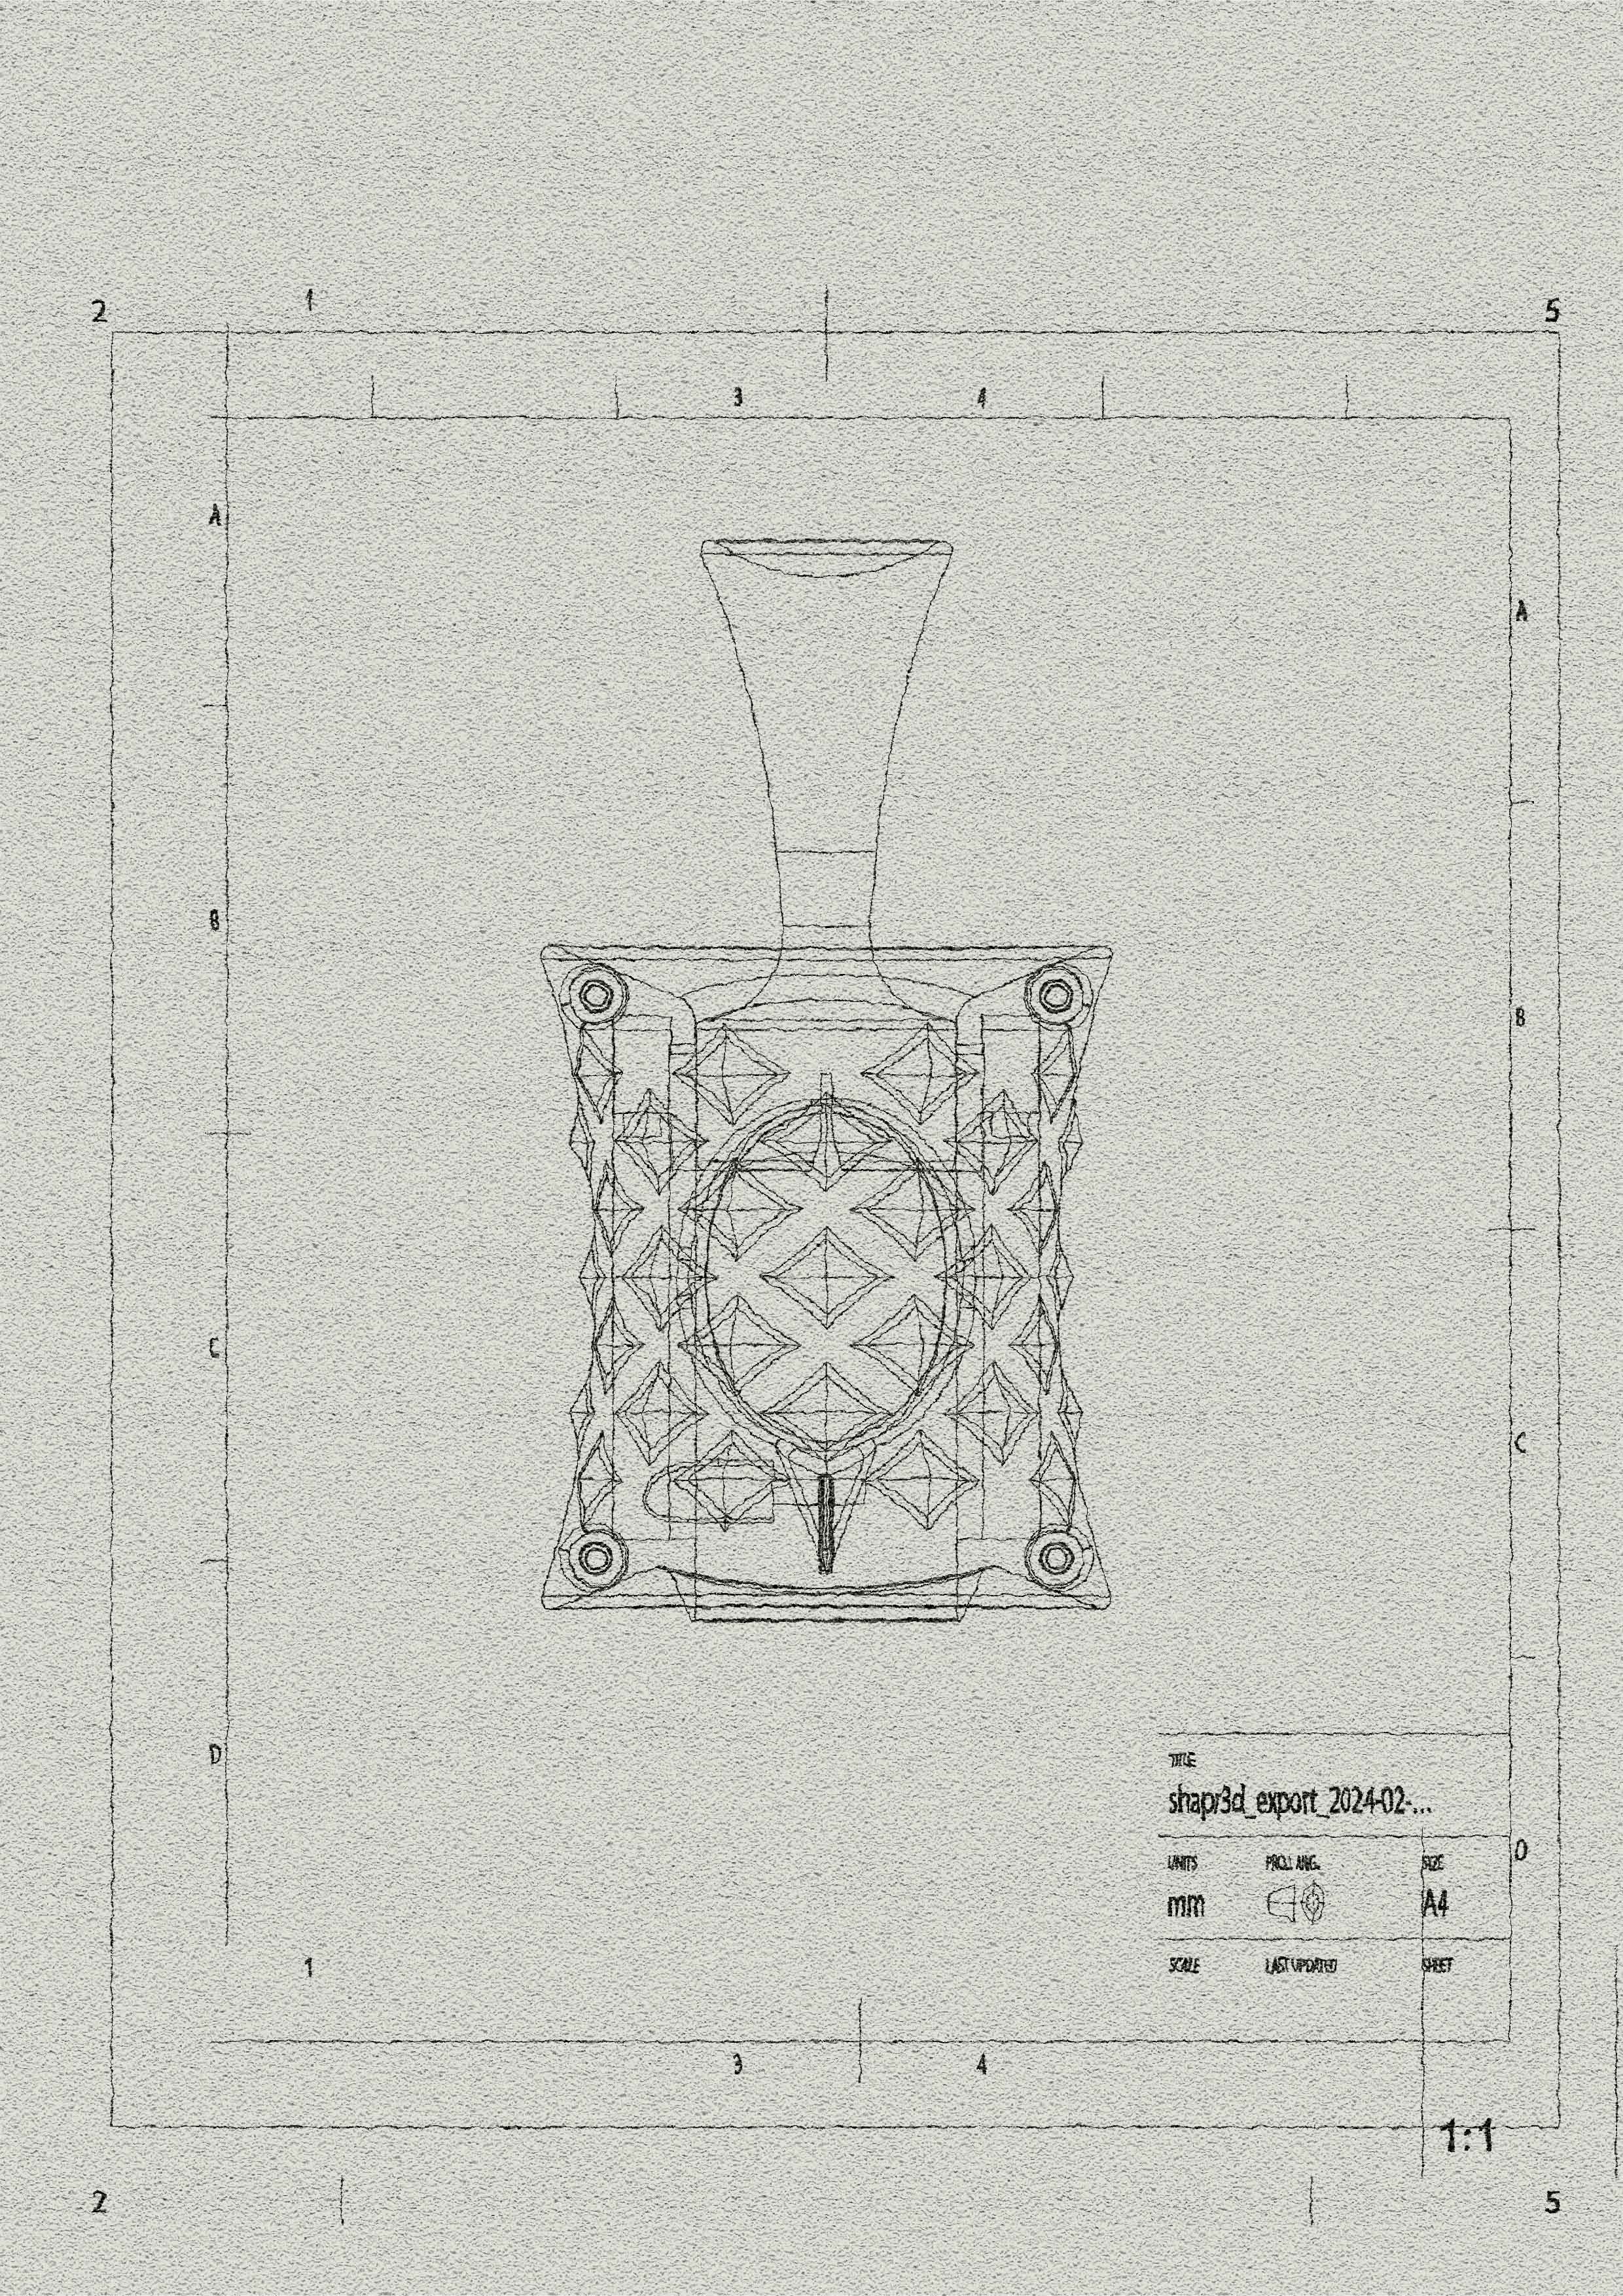 1
2 5
3 4
A
A
B
B
C
C
D
D
TITLE
shapr3d_export_2024-02-...
UNITS PROJ. ANG. SIZE
mm A4
SCALE LAST UPDATED SHEET
1
3 4
1:1
2 5